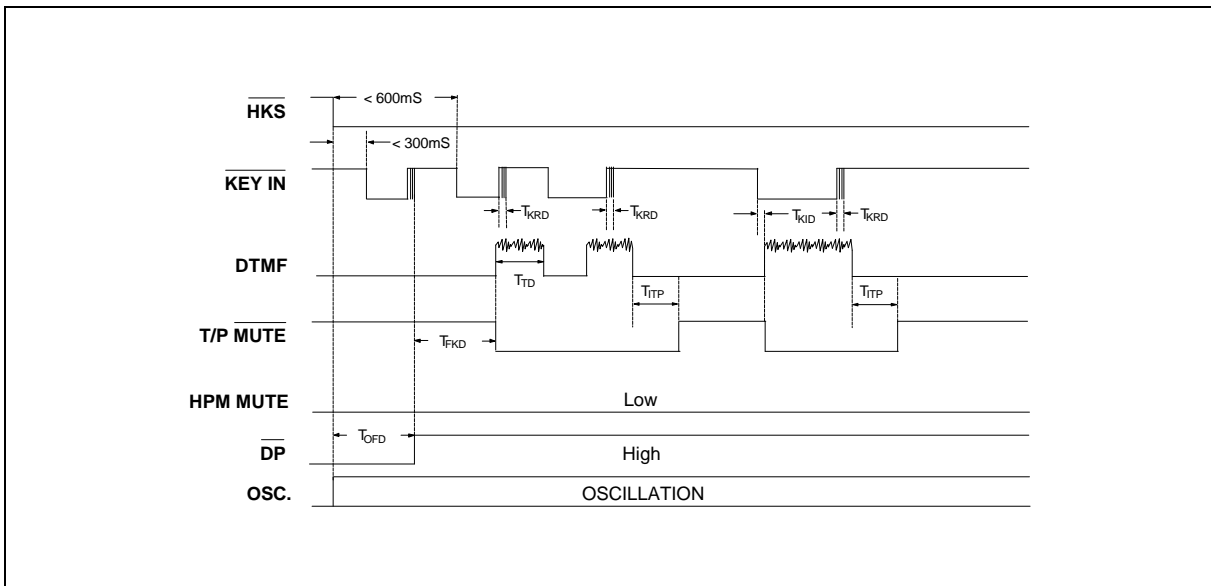 < 600mS
HKS
< 300mS
KEY IN
TKRD
TKRD
TKID
TKRD
DTMF
TTD
TITP
TITP
T/P MUTE
TFKD
HPM MUTE
Low
TOFD
DP
High
OSC.
OSCILLATION